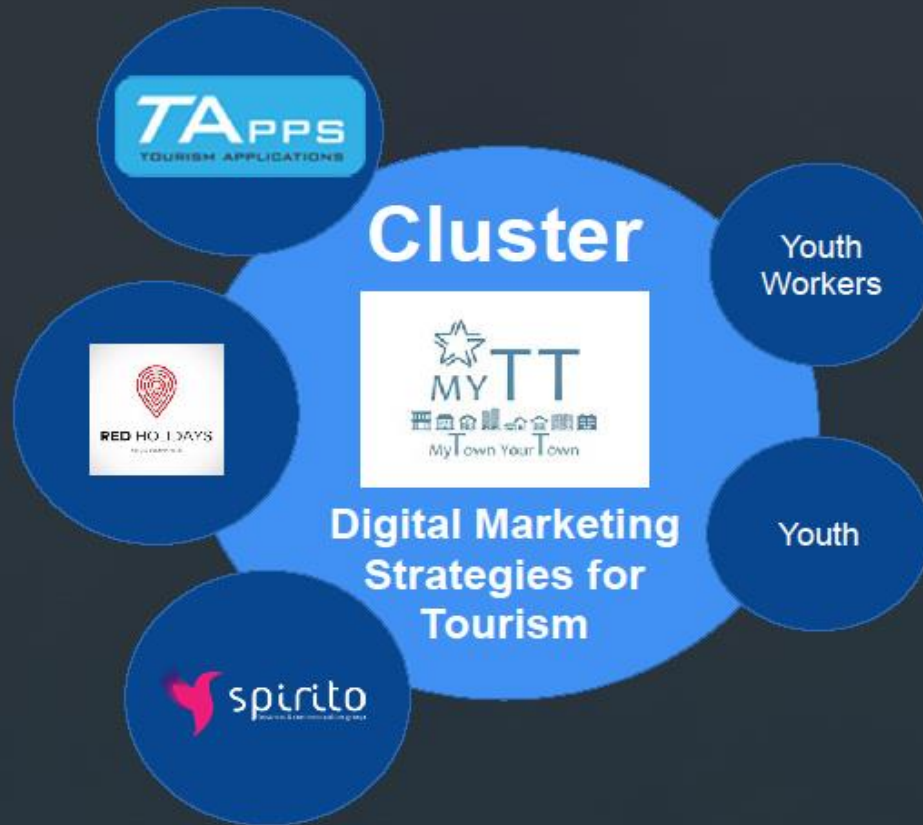 TAPPS
TOURISM APPLICATIONS
Cluster
Youth
Workers
MY TT
MyTown YourTown
RED HOLIDAYS
Digital Marketing
Strategies for
Tourism
Youth
spirito